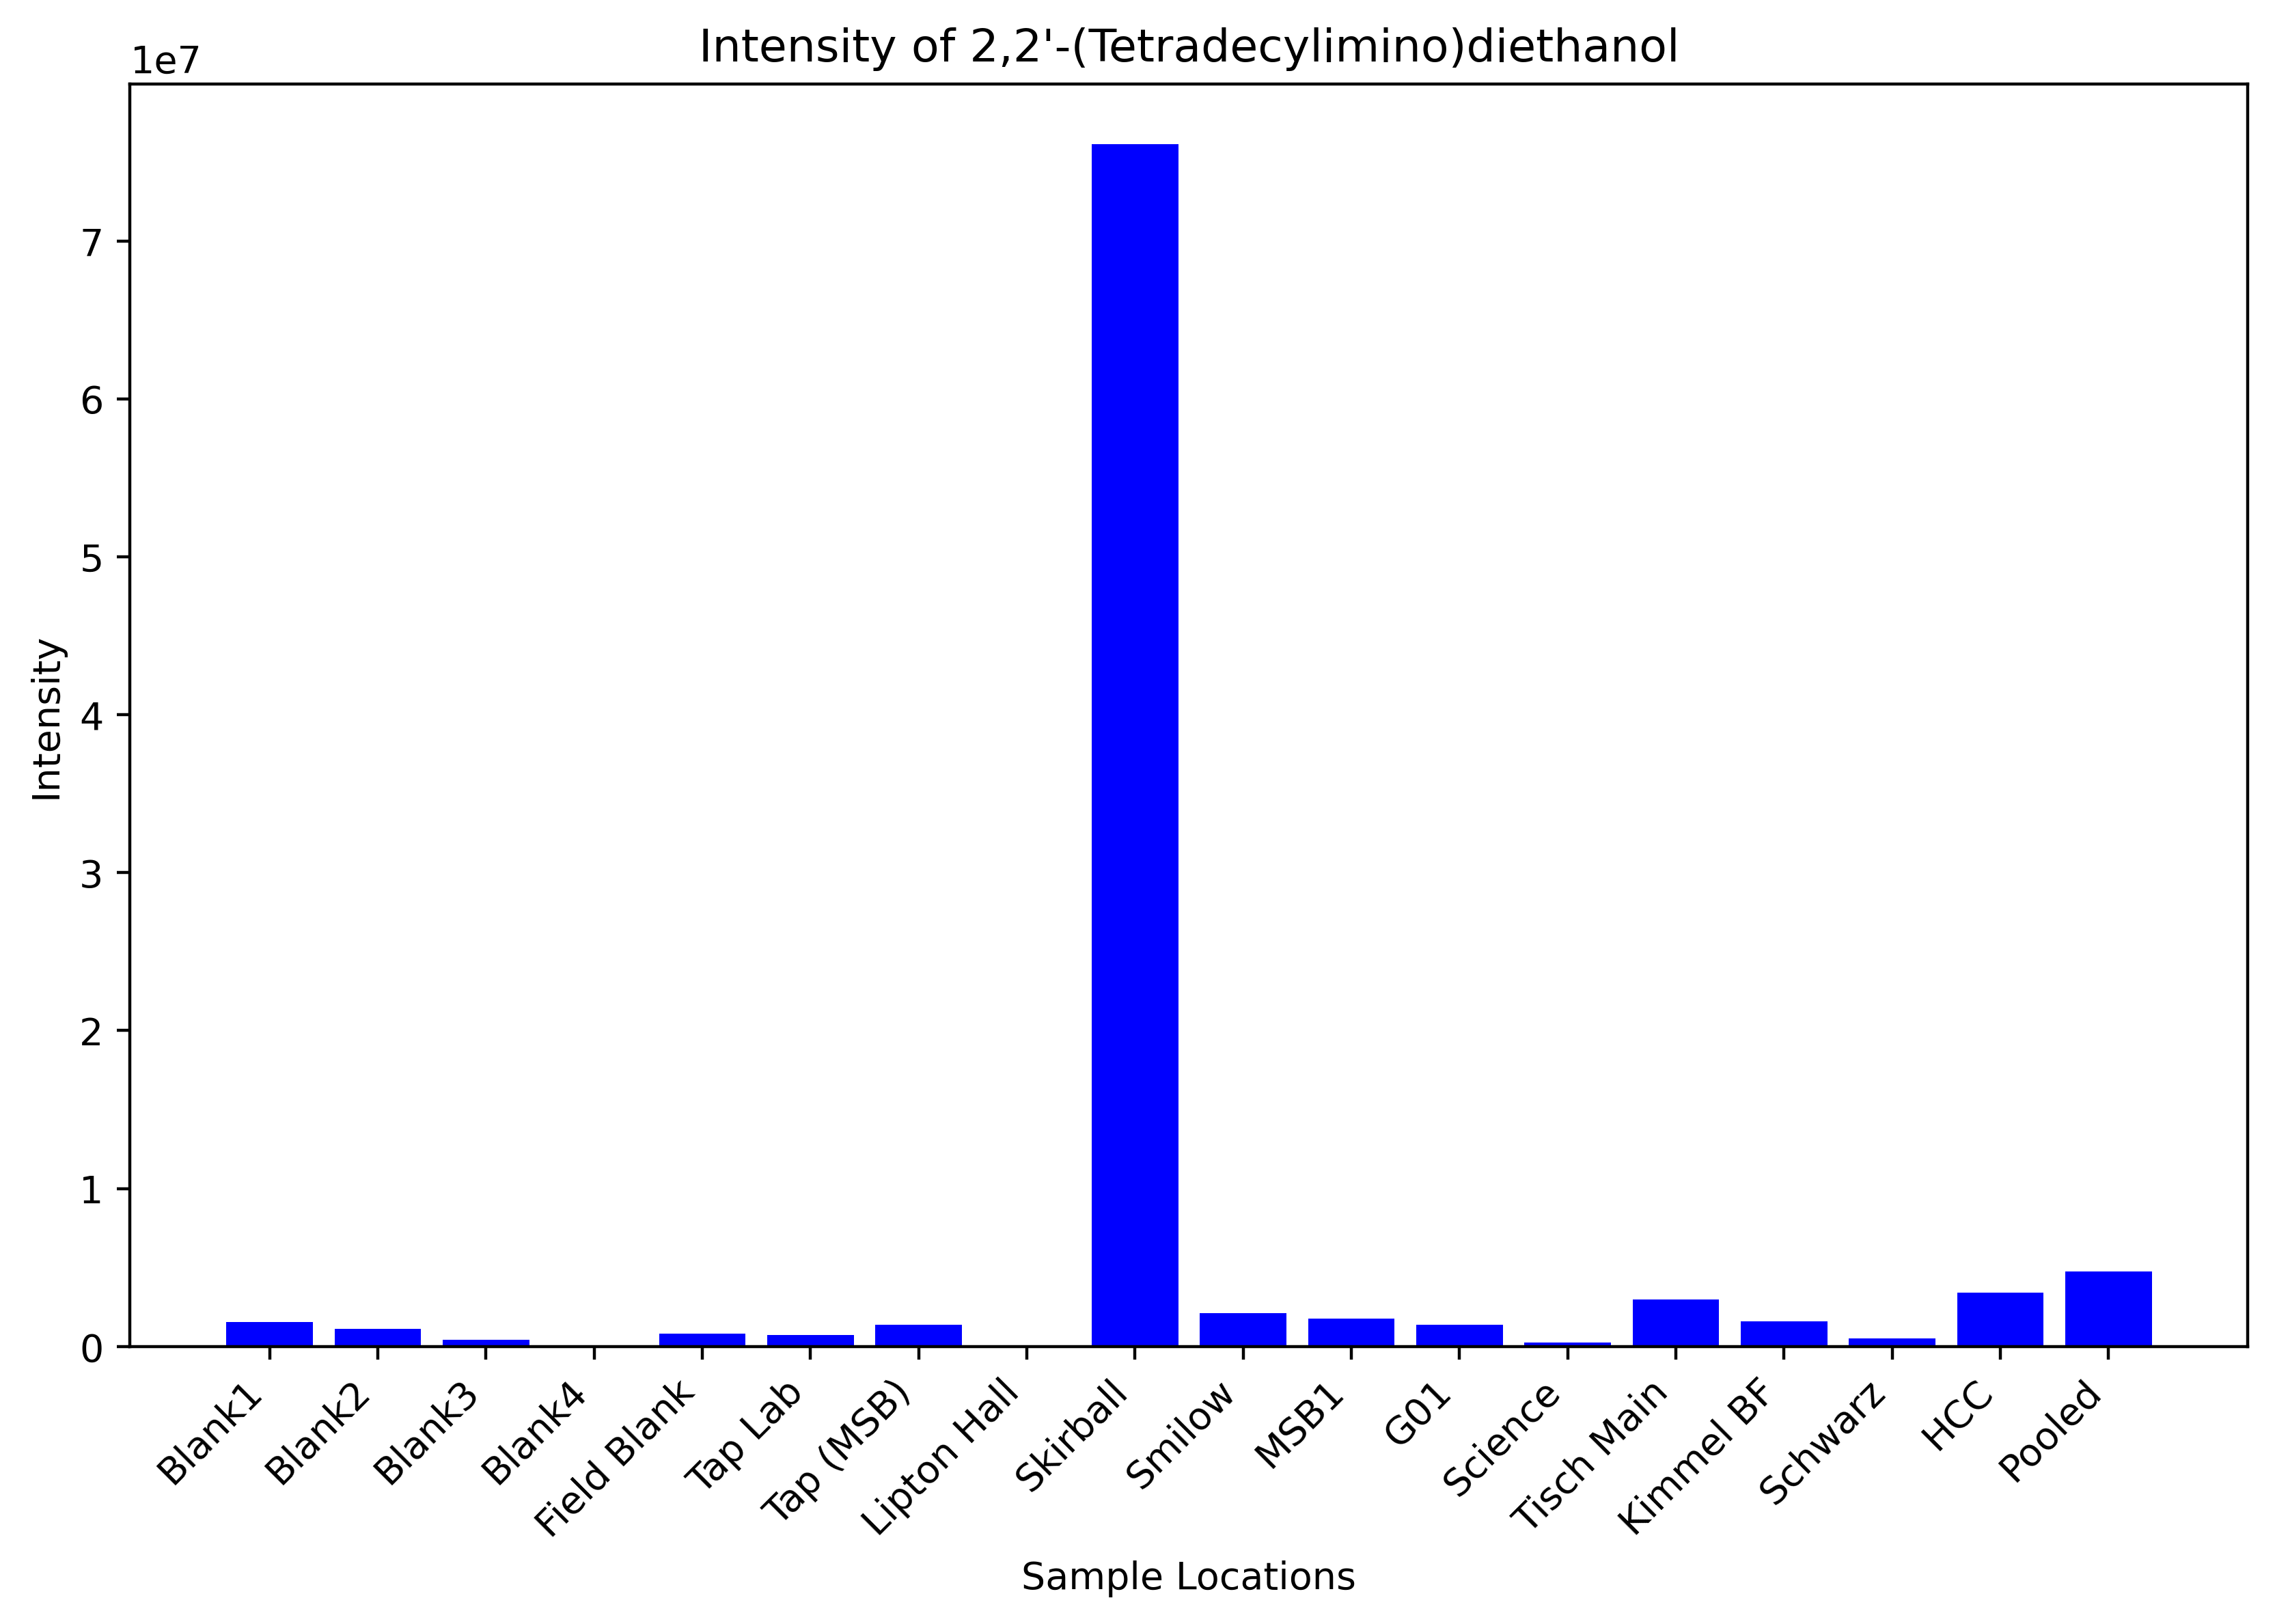 Intensity of 2,2'-(Tetradecylimino)diethanol
1e7
7
6
5
4
3
2
1
0
Intensity
Blank1
Blank2
Blank3
Blank4
Field Blank
Tap Lab
Tap (MSB)
Lipton Hall
Skirball
Smilow
MSB1
G01
Science
Tisch Main
Kimmel BF
Schwarz
HCC
Pooled
Sample Locations